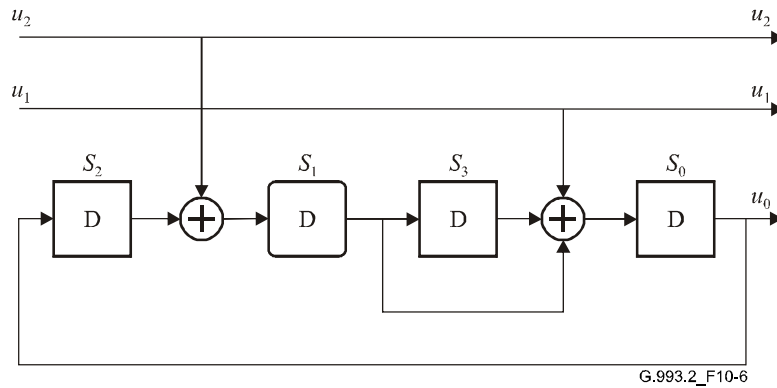 u₂ u₂
u₁ u₁
S₂ S₁ S₃ S₀
D D D D u₀
G.993.2_F10-6